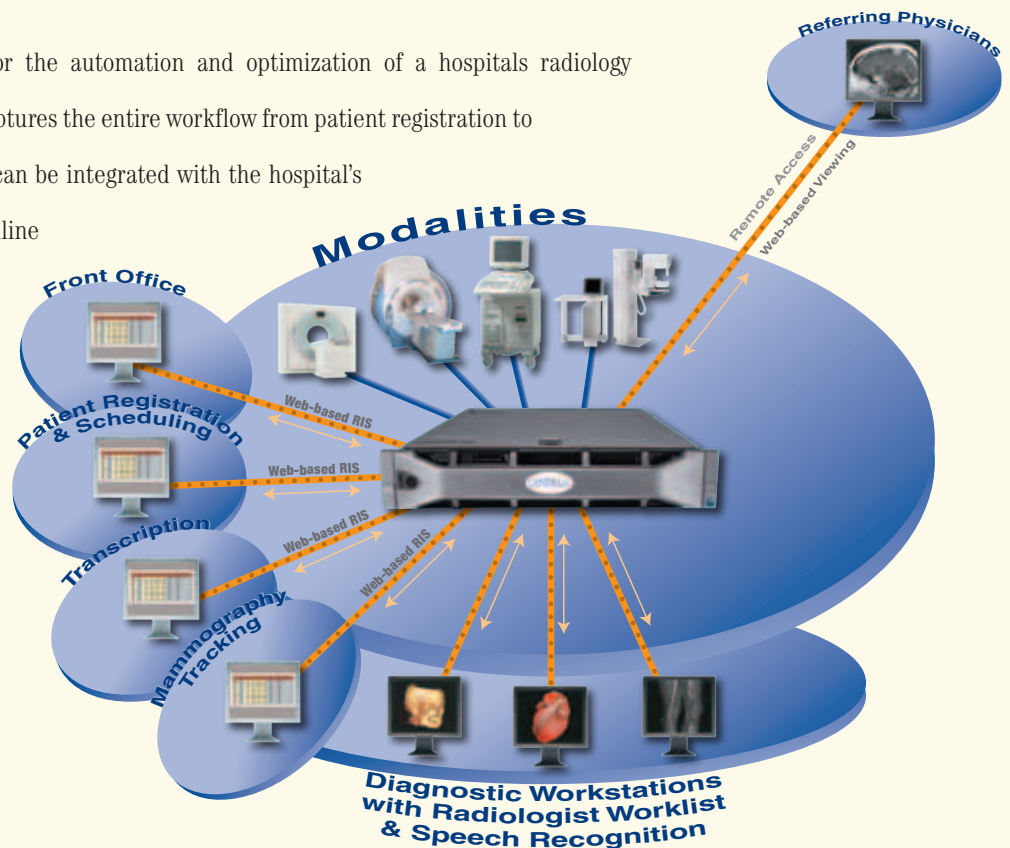 or the automation and optimization of a hospitals radiology
ptures the entire workflow from patient registration to
can be integrated with the hospital's
line
Referring Physicians
Remote Access
Web-based Viewing
Modalities
Front Office
Web-based RIS
Patient Registration
& Scheduling
Web-based RIS
Transcription
Web-based RIS
Mammography
Tracking
Web-based RIS
Diagnostic Workstations
with Radiologist Worklist
& Speech Recognition